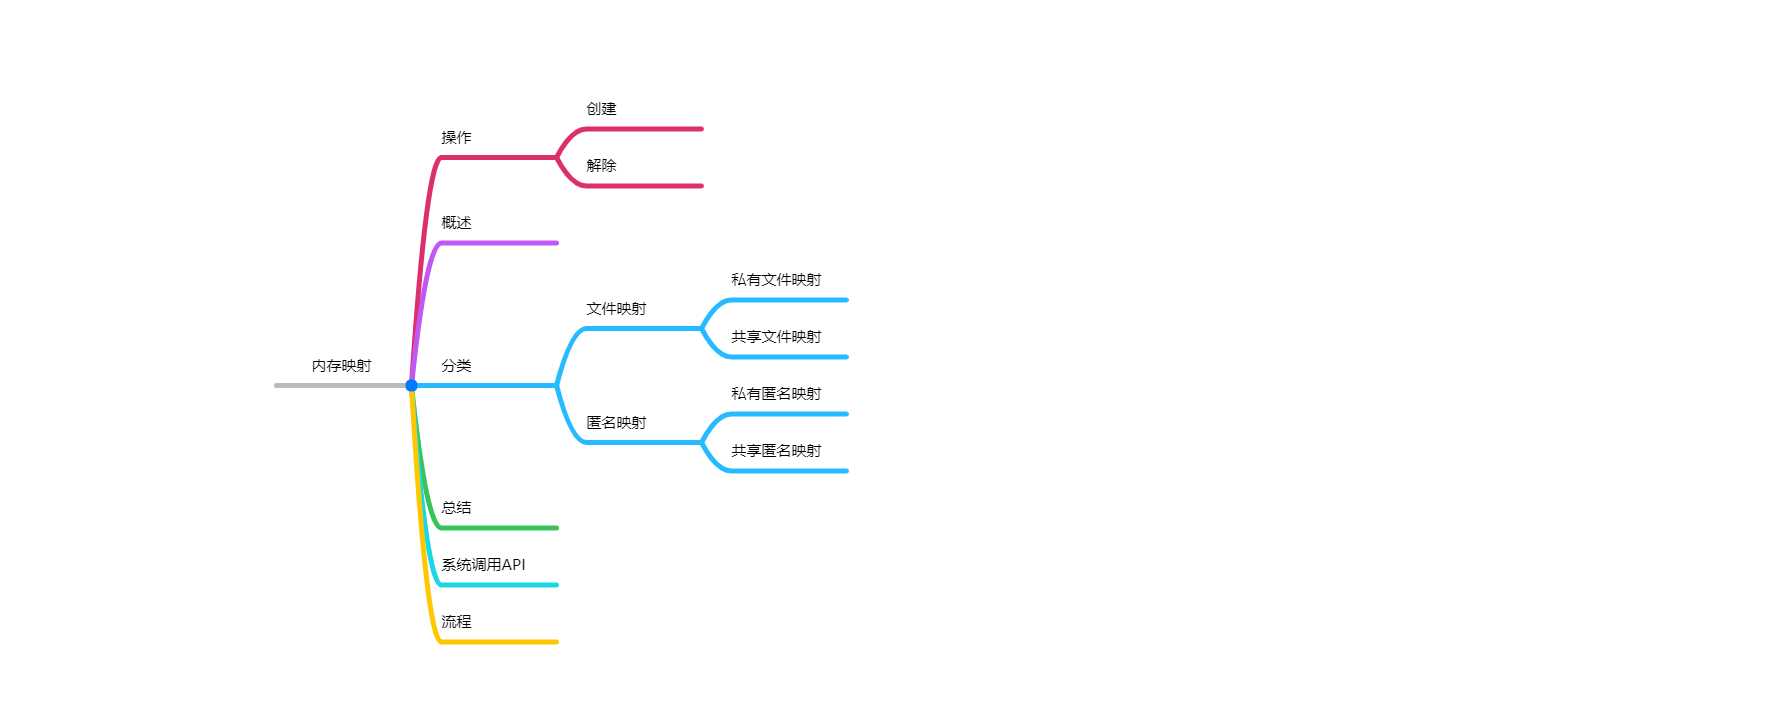 创建
操作
解除
概述
私有文件映射
文件映射
共享文件映射
内存映射
分类
私有匿名映射
匿名映射
共享匿名映射
总结
系统调用API
流程